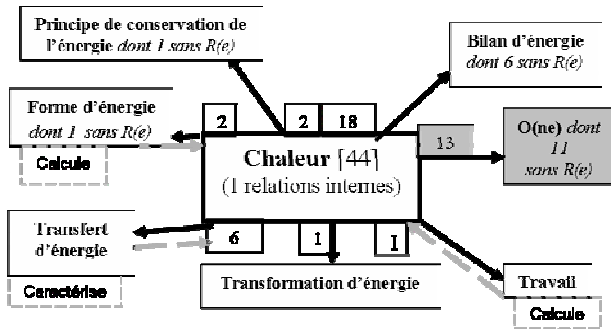 Principe de conservation de
l'énergie dont 1 sans R(e)
Bilan d'énergie
dont 6 sans R(e)
Forme d'énergie
dont 1 sans R(e)
Calcule
2
2
18
13
O(ne) dont
11
sans R(e)
Chaleur [44]
(1 relations internes)
Transfert
d'énergie
Caractérise
6
1
1
Transformation d'énergie
Travail
Calcule